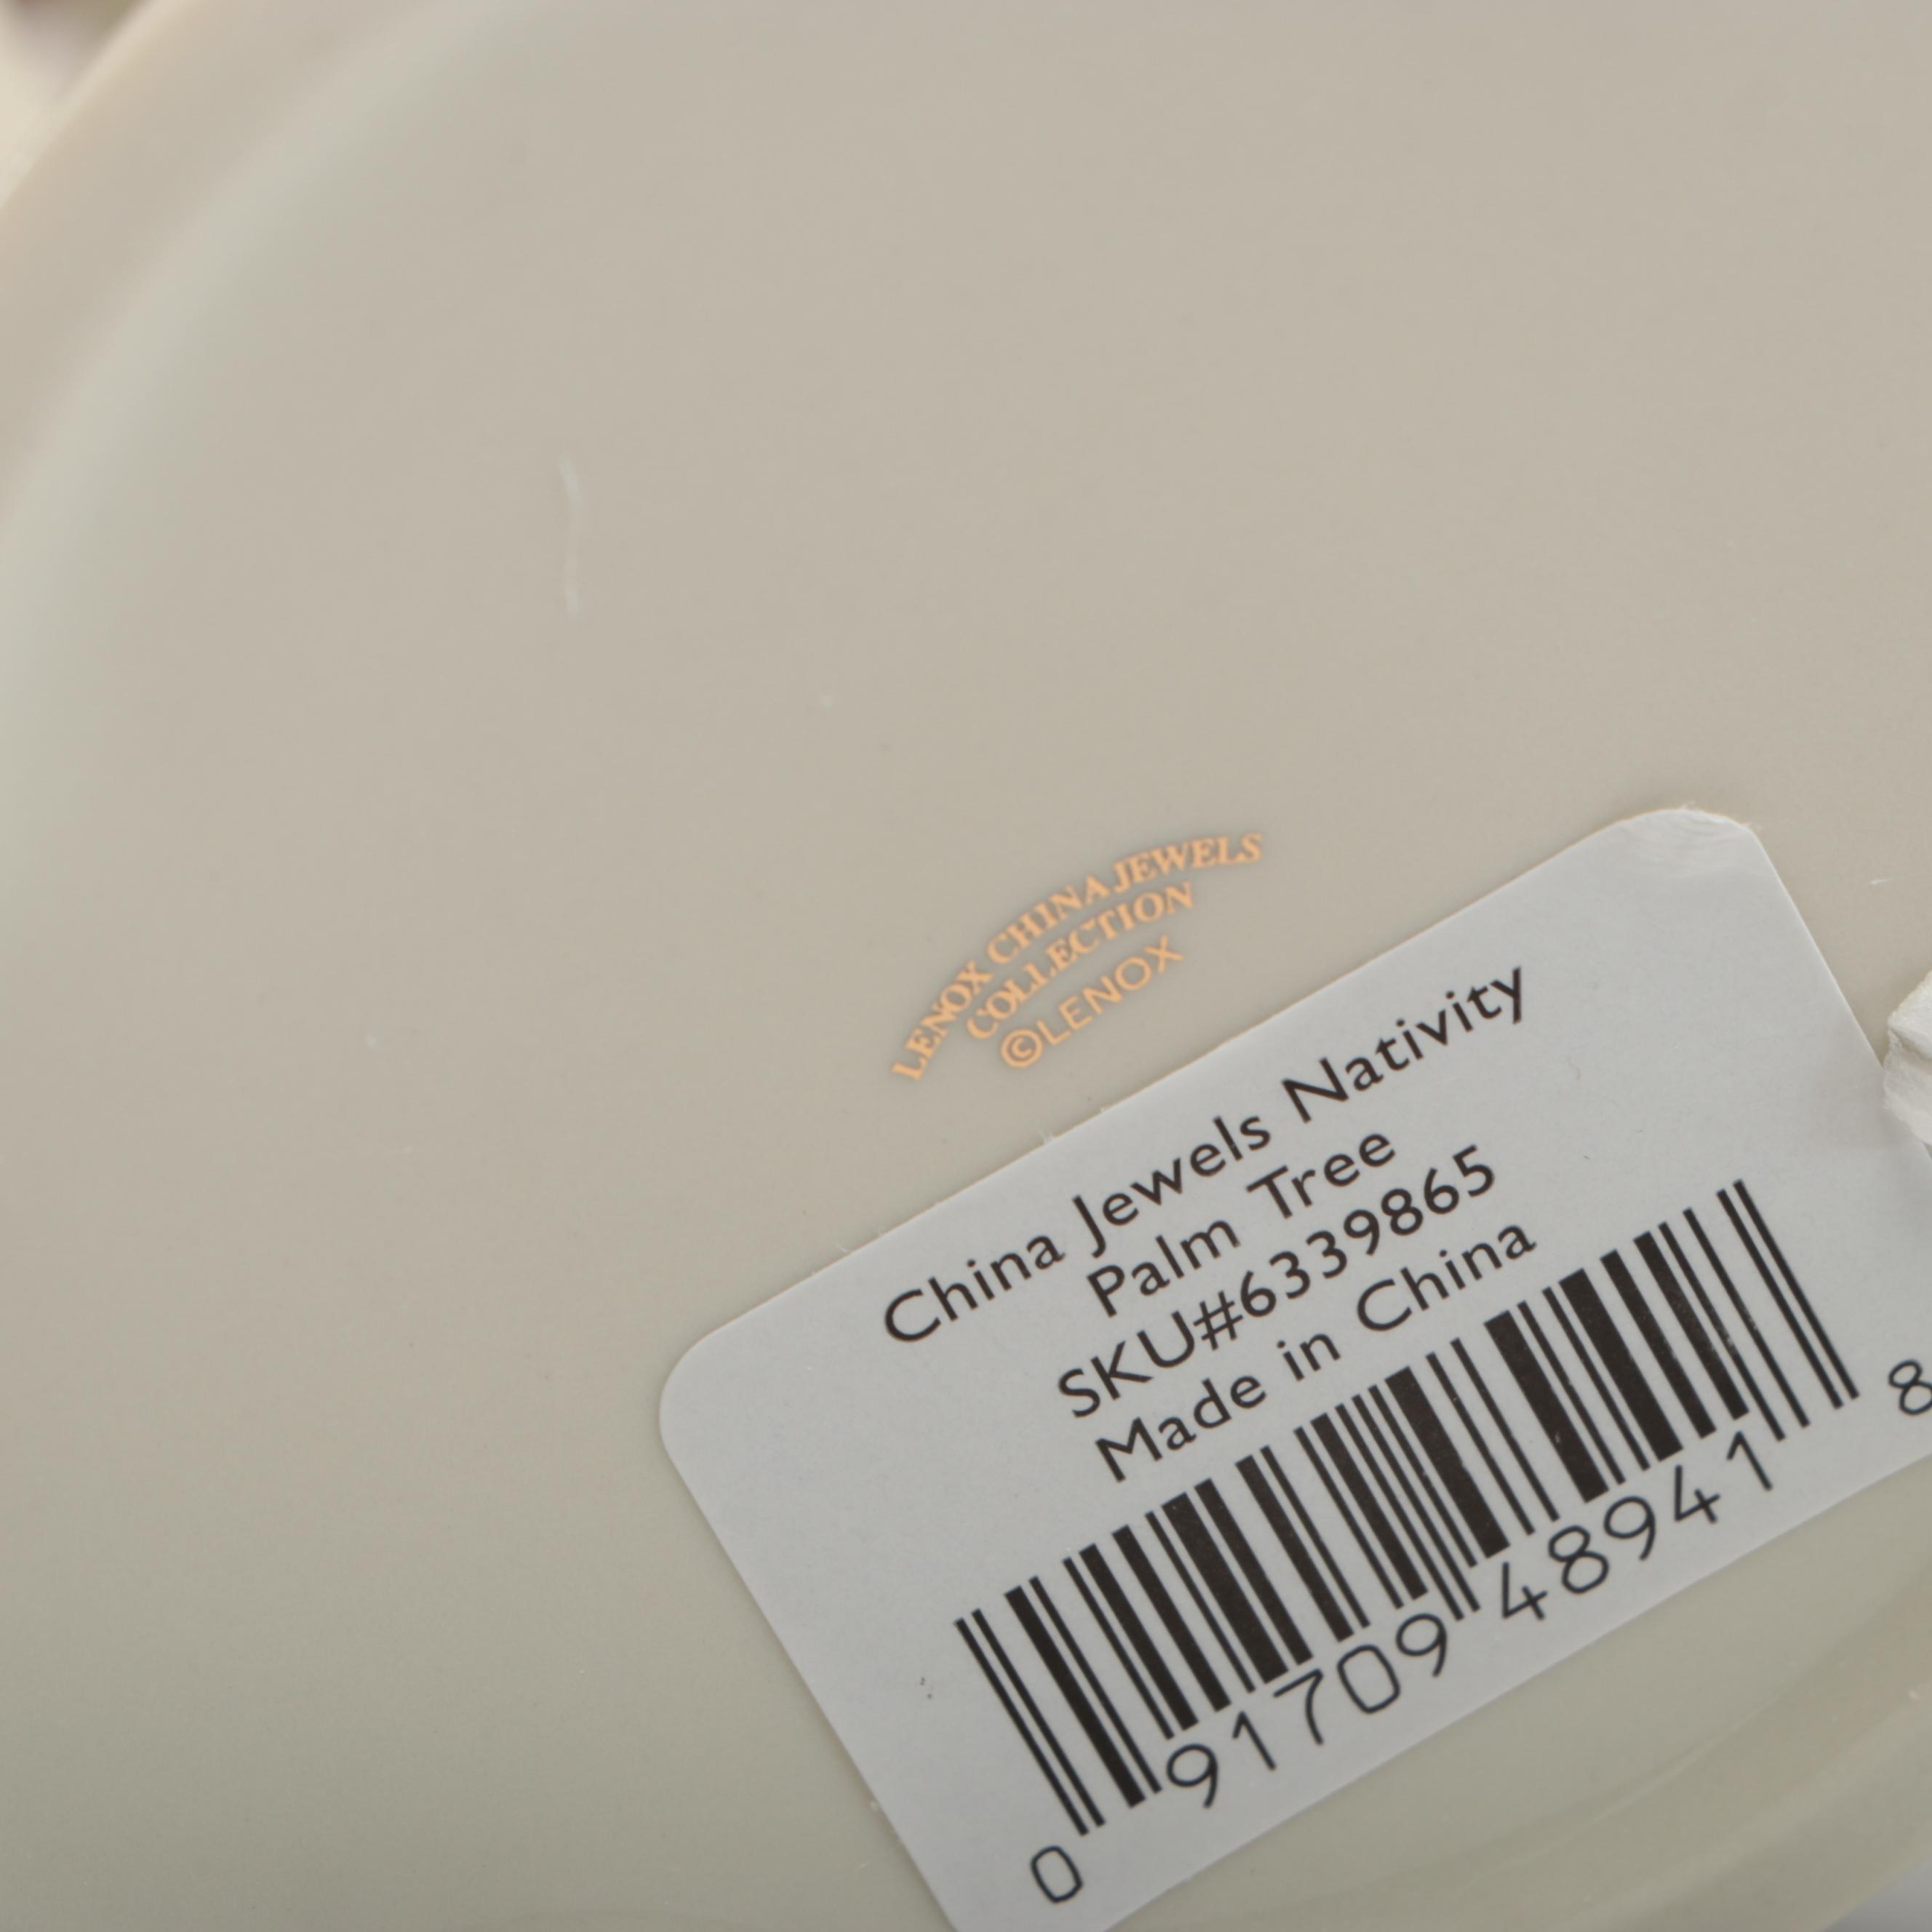 LENOX CHINA JEWELS
COLLECTION
©LENOX
China Jewels Nativity
Palm Tree
SKU#6339865
Made in China
0 91709 48941 8